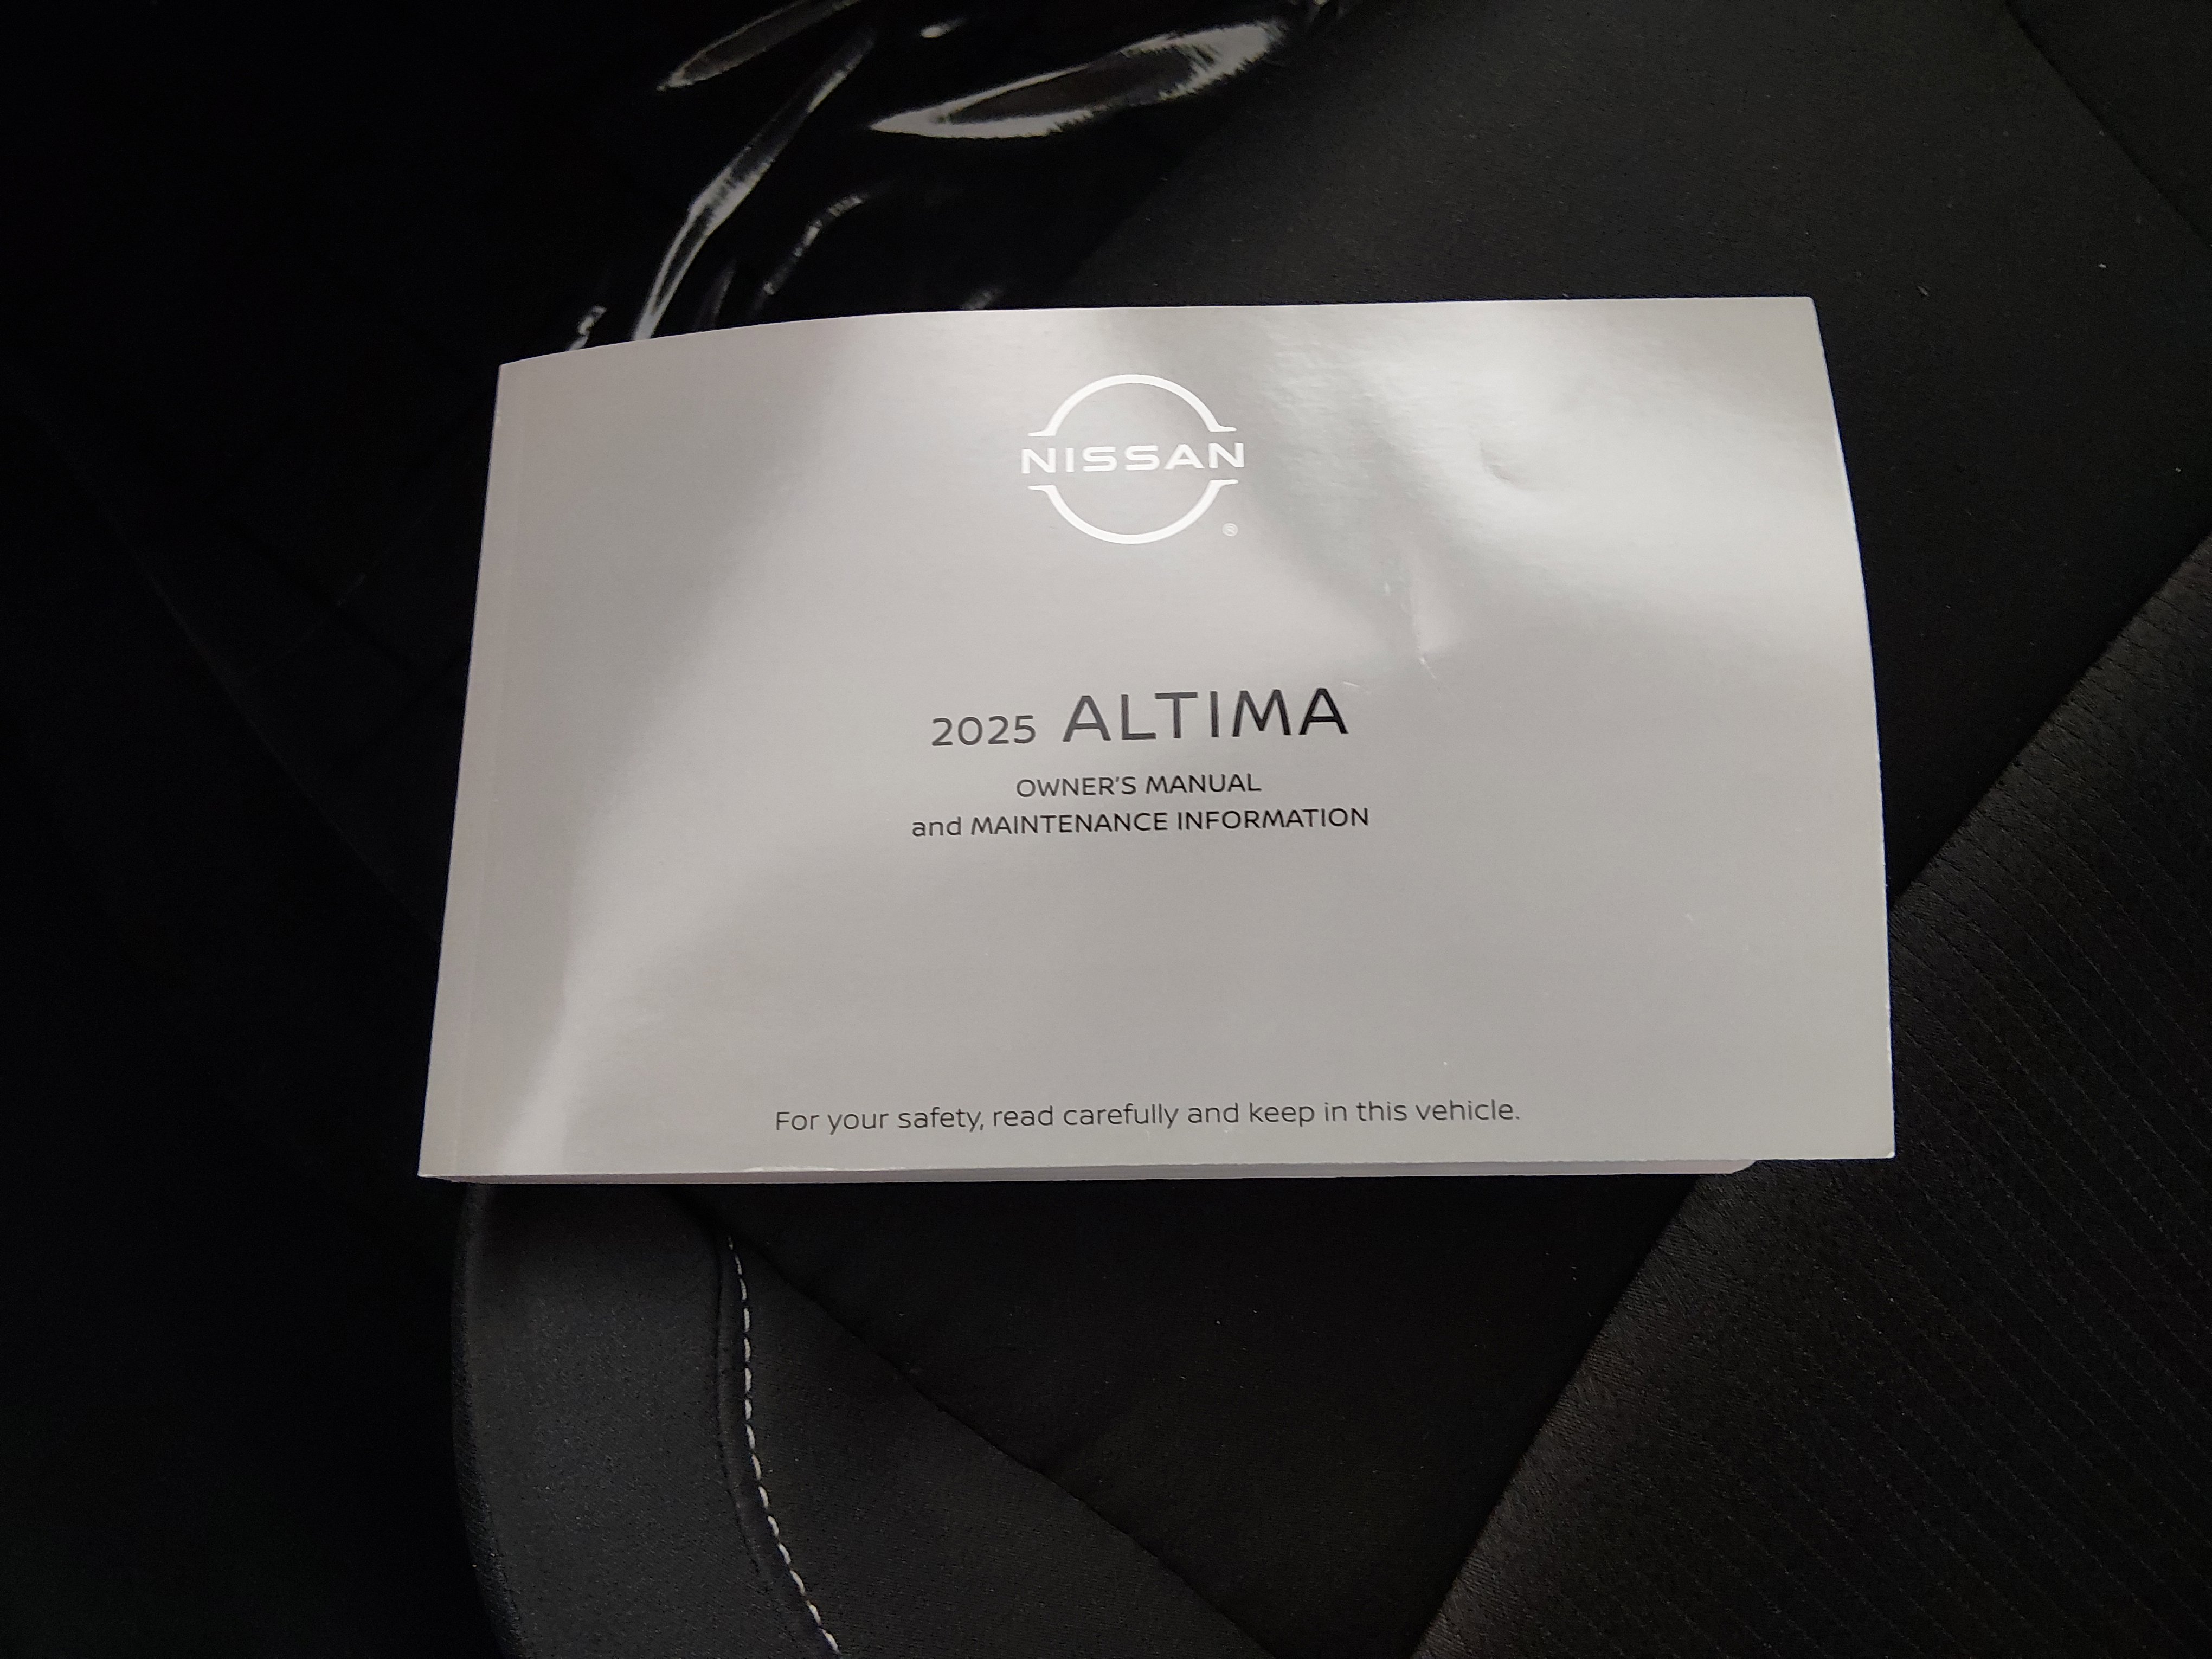 NISSAN
®
2025 ALTIMA
OWNER'S MANUAL
and MAINTENANCE INFORMATION
For your safety, read carefully and keep in this vehicle.